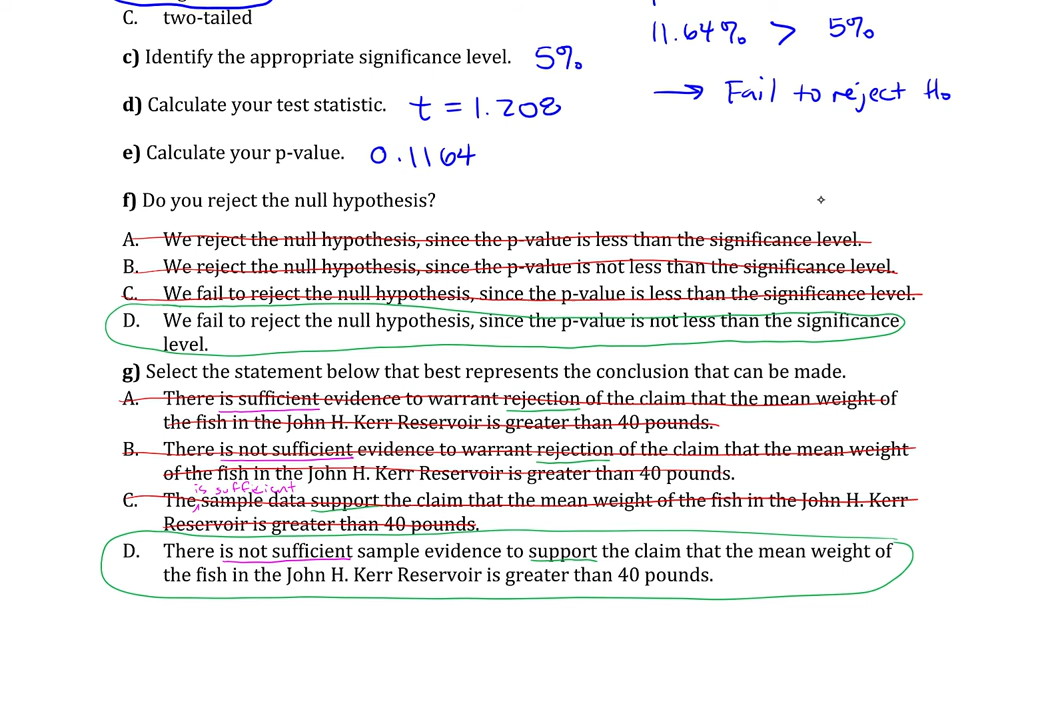 C. two-tailed
11.64% > 5%
c) Identify the appropriate significance level. 5%
→ Fail to reject H₀
d) Calculate your test statistic. t = 1.208
e) Calculate your p-value. 0.1164
f) Do you reject the null hypothesis?
A. We reject the null hypothesis, since the p-value is less than the significance level.
B. We reject the null hypothesis, since the p-value is not less than the significance level.
C. We fail to reject the null hypothesis, since the p-value is less than the significance level.
D. We fail to reject the null hypothesis, since the p-value is not less than the significance
level.
g) Select the statement below that best represents the conclusion that can be made.
A. There is sufficient evidence to warrant rejection of the claim that the mean weight of
the fish in the John H. Kerr Reservoir is greater than 40 pounds.
B. There is not sufficient evidence to warrant rejection of the claim that the mean weight
of the fish in the John H. Kerr Reservoir is greater than 40 pounds.
is sufficient
C. The sample data support the claim that the mean weight of the fish in the John H. Kerr
Reservoir is greater than 40 pounds.
D. There is not sufficient sample evidence to support the claim that the mean weight of
the fish in the John H. Kerr Reservoir is greater than 40 pounds.